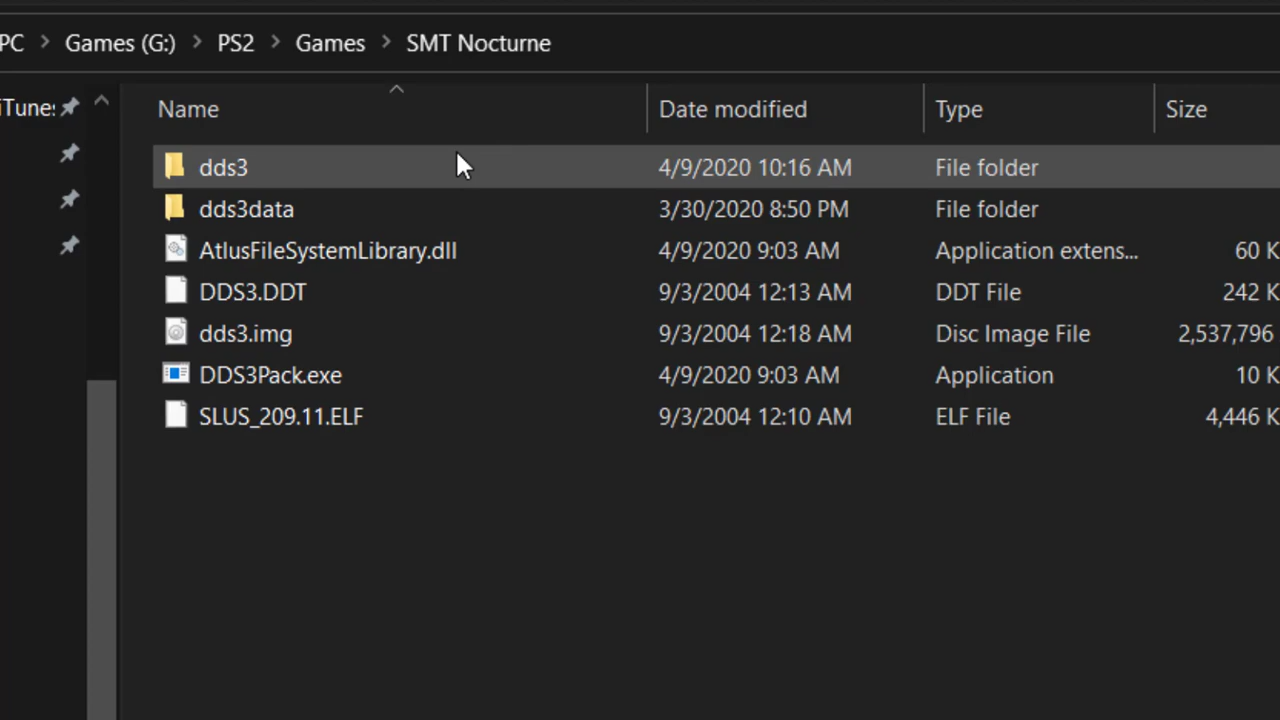 PC > Games (G:) > PS2 > Games > SMT Nocturne
iTunes
Name Date modified Type Size
dds3 4/9/2020 10:16 AM File folder
dds3data 3/30/2020 8:50 PM File folder
AtlusFileSystemLibrary.dll 4/9/2020 9:03 AM Application extens... 60 K
DDS3.DDT 9/3/2004 12:13 AM DDT File 242 K
dds3.img 9/3/2004 12:18 AM Disc Image File 2,537,796
DDS3Pack.exe 4/9/2020 9:03 AM Application 10 K
SLUS_209.11.ELF 9/3/2004 12:10 AM ELF File 4,446 K